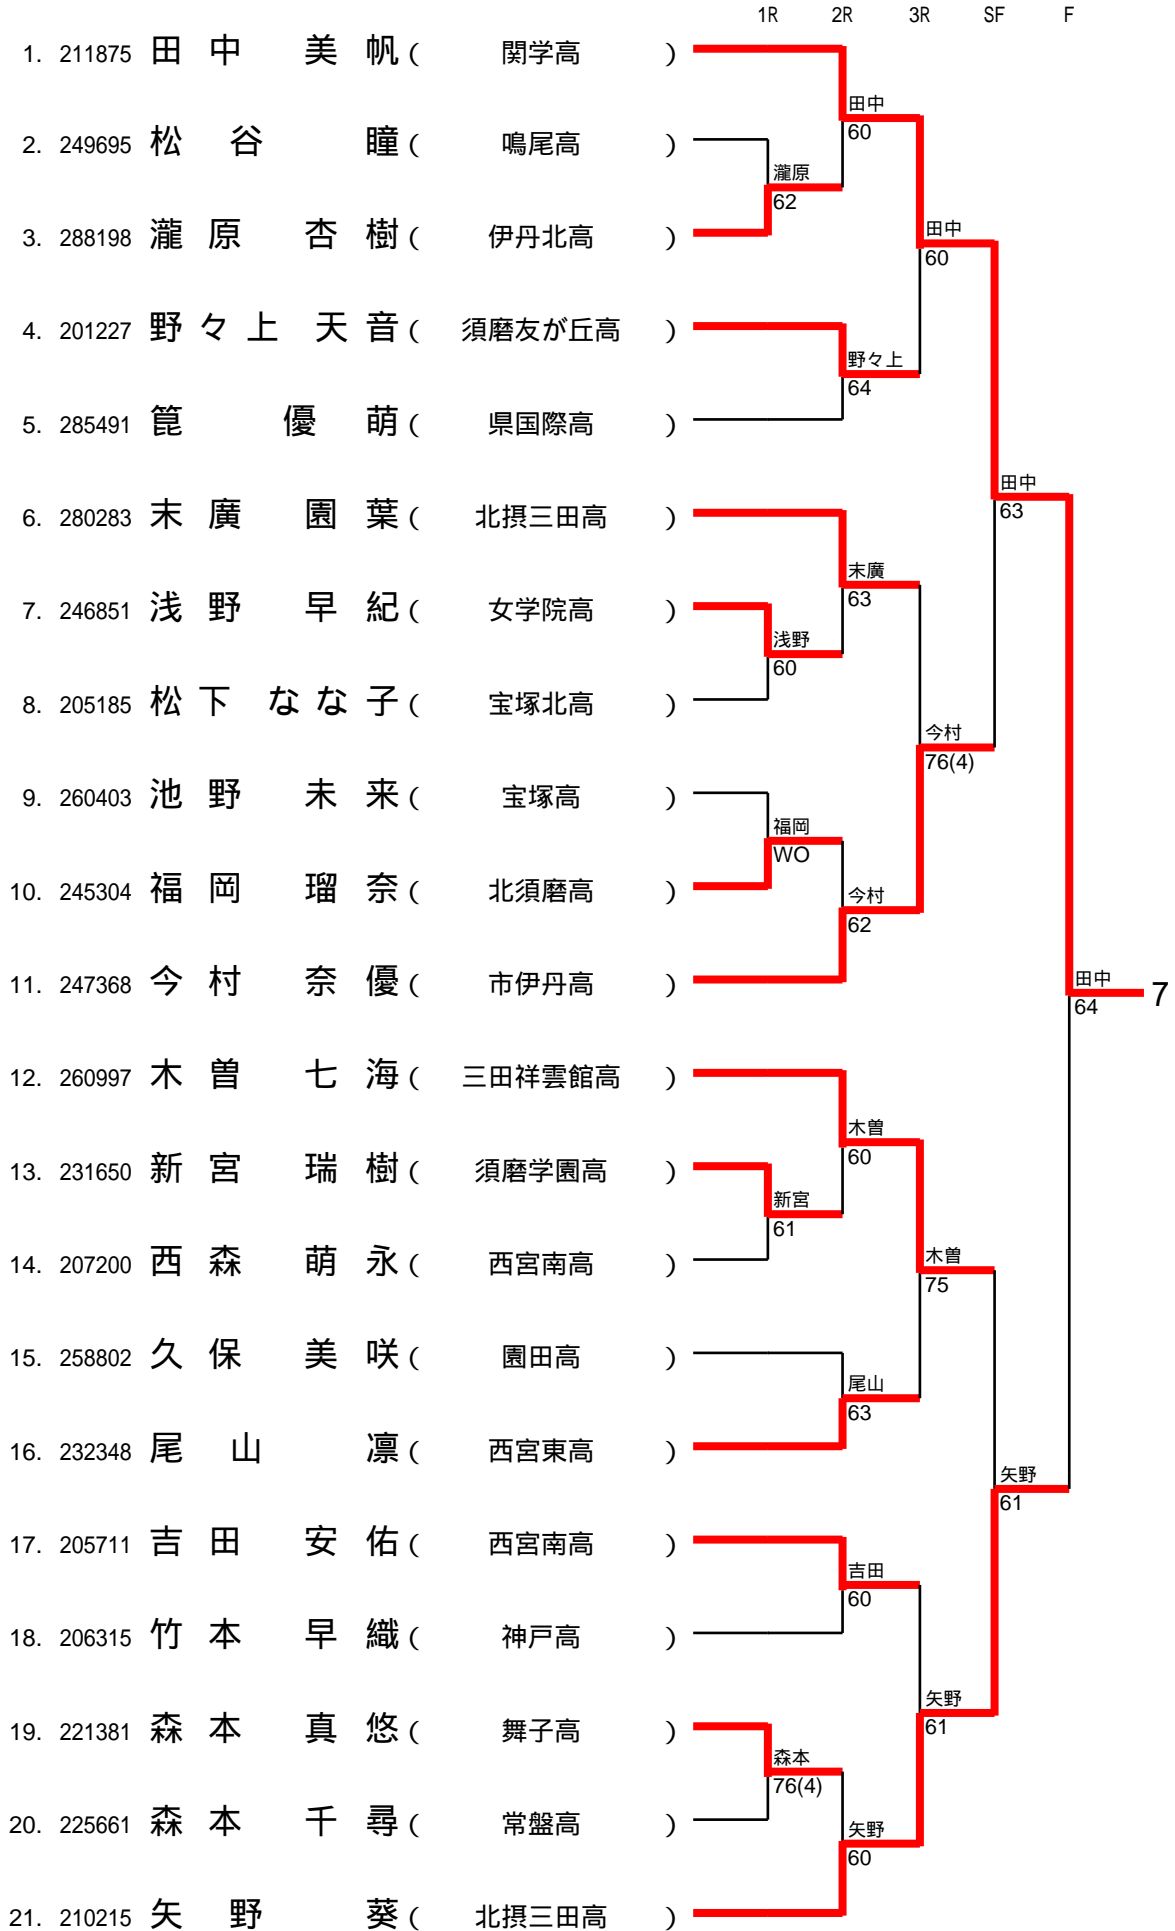 1R 2R 3R SF F
1. 211875 田中 美帆 ( 関学高 )
田中
60
2. 249695 松谷 瞳 ( 鳴尾高 )
瀧原
62
3. 288198 瀧原 杏樹 ( 伊丹北高 )
田中
60
4. 201227 野々上 天音 ( 須磨友が丘高 )
野々上
64
5. 285491 篦 優萌 ( 県国際高 )
田中
63
6. 280283 末廣 園葉 ( 北摂三田高 )
末廣
63
7. 246851 浅野 早紀 ( 女学院高 )
浅野
60
8. 205185 松下 なな子 ( 宝塚北高 )
今村
76(4)
9. 260403 池野 未来 ( 宝塚高 )
福岡
WO
10. 245304 福岡 瑠奈 ( 北須磨高 )
今村
62
11. 247368 今村 奈優 ( 市伊丹高 )
田中
64
7
12. 260997 木曽 七海 ( 三田祥雲館高 )
木曽
60
13. 231650 新宮 瑞樹 ( 須磨学園高 )
新宮
61
14. 207200 西森 萌永 ( 西宮南高 )
木曽
75
15. 258802 久保 美咲 ( 園田高 )
尾山
63
16. 232348 尾山 凛 ( 西宮東高 )
矢野
61
17. 205711 吉田 安佑 ( 西宮南高 )
吉田
60
18. 206315 竹本 早織 ( 神戸高 )
矢野
61
19. 221381 森本 真悠 ( 舞子高 )
森本
76(4)
20. 225661 森本 千尋 ( 常盤高 )
矢野
60
21. 210215 矢野 葵 ( 北摂三田高 )